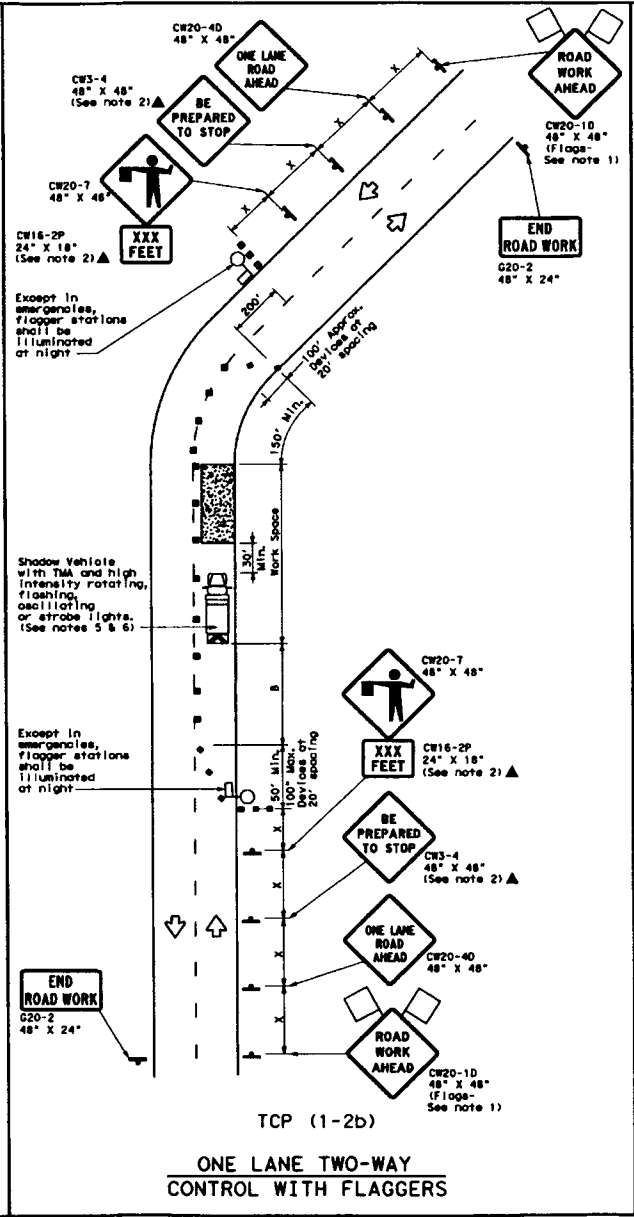 CW20-4D
48" X 48"
ONE LANE
ROAD
AHEAD
X
ROAD
WORK
AHEAD
CW3-4
48" X 48"
(See note 2)▲
BE
PREPARED
TO STOP
X
CW20-1D
48" X 48"
(Flags-
See note 1)
CW20-7
48" X 48"
X
XXX
FEET
CW16-2P
24" X 18"
(See note 2)▲
X
END
ROAD WORK
G20-2
48" X 24"
Except in
emergencies,
flagger stations
shall be
illuminated
at night
200'
100' Approx.
Devices at
20' spacing
150' Min.
Work Space
30'
Min.
Shadow Vehicle
with TMA and high
intensity rotating,
flashing,
oscillating
or strobe lights.
(See notes 5 & 6)
B
CW20-7
48" X 48"
XXX
FEET
CW16-2P
24" X 18"
(See note 2)▲
Except in
emergencies,
flagger stations
shall be
illuminated
at night
50' Min.
100" Max.
Devices at
20' spacing
X
BE
PREPARED
TO STOP
CW3-4
48" X 48"
(See note 2)▲
X
ONE LANE
ROAD
AHEAD
CW20-4D
48" X 48"
X
END
ROAD WORK
G20-2
48" X 24"
X
ROAD
WORK
AHEAD
CW20-1D
48" X 48"
(Flags-
See note 1)
TCP (1-2b)
ONE LANE TWO-WAY
CONTROL WITH FLAGGERS